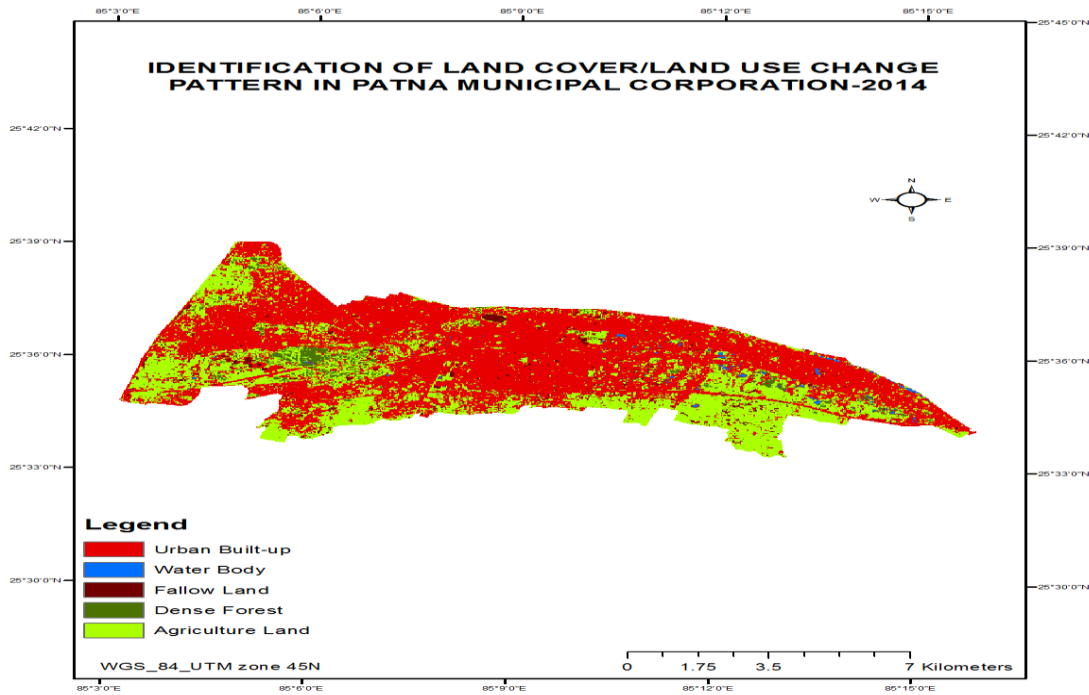 85°3'0"E 85°6'0"E 85°9'0"E 85°12'0"E 85°15'0"E
25°45'0"N
IDENTIFICATION OF LAND COVER/LAND USE CHANGE
PATTERN IN PATNA MUNICIPAL CORPORATION-2014
25°42'0"N 25°42'0"N
N
W E
S
25°39'0"N 25°39'0"N
25°36'0"N 25°36'0"N
25°33'0"N 25°33'0"N
Legend
Urban Built-up
Water Body
25°30'0"N 25°30'0"N
Fallow Land
Dense Forest
Agriculture Land
WGS_84_UTM zone 45N
0 1.75 3.5 7 Kilometers
85°3'0"E 85°6'0"E 85°9'0"E 85°12'0"E 85°15'0"E